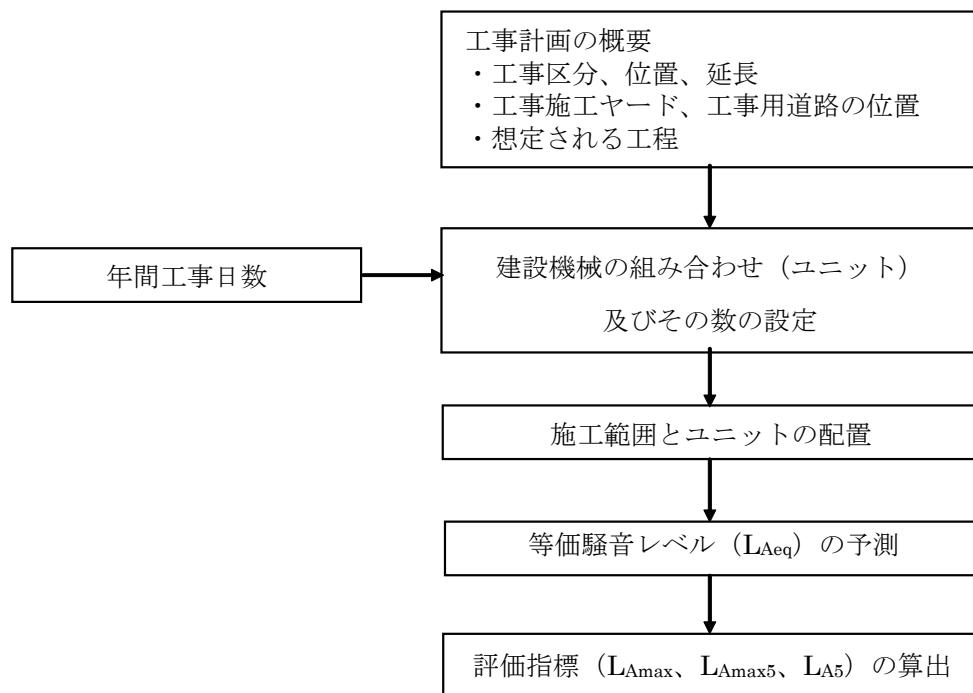 工事計画の概要
・工事区分、位置、延長
・工事施工ヤード、工事用道路の位置
・想定される工程
年間工事日数
建設機械の組み合わせ（ユニット）
及びその数の設定
施工範囲とユニットの配置
等価騒音レベル（LAeq）の予測
評価指標（LAmax、LAmax5、LA5）の算出